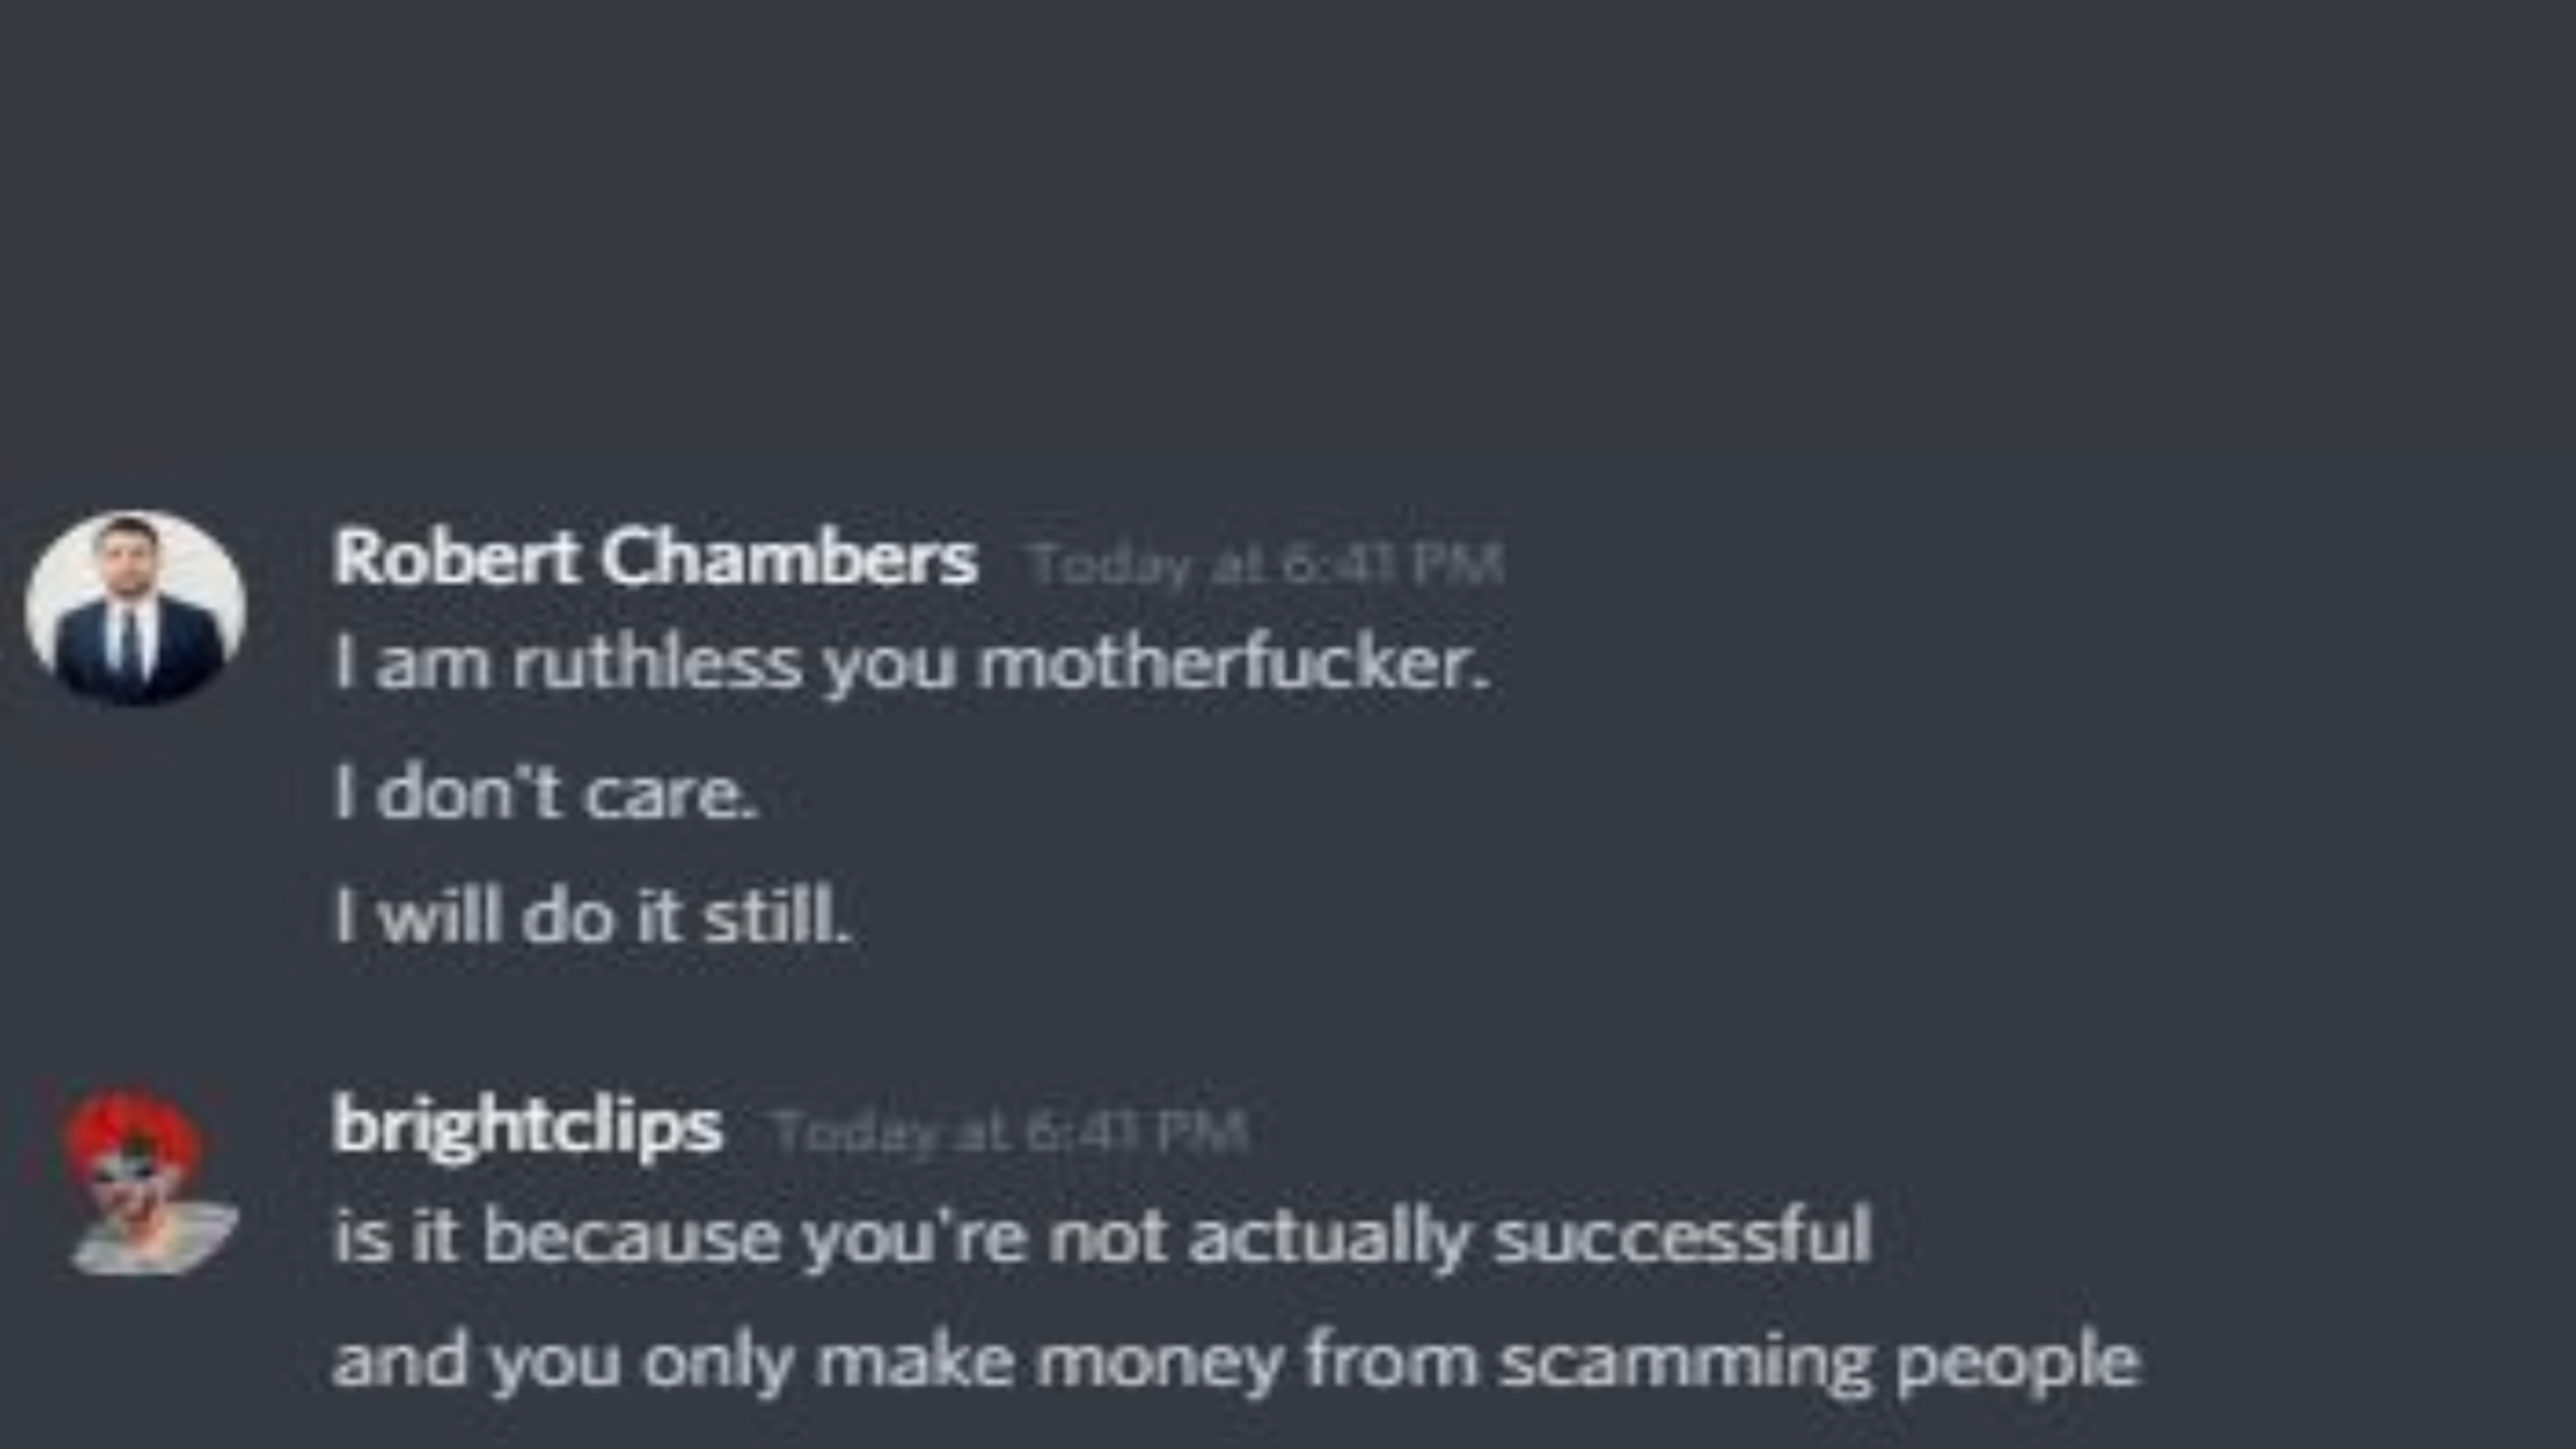 Robert Chambers Today at 6:41 PM
I am ruthless you motherfucker.
I don't care.
I will do it still.
brightclips Today at 6:41 PM
is it because you're not actually successful
and you only make money from scamming people